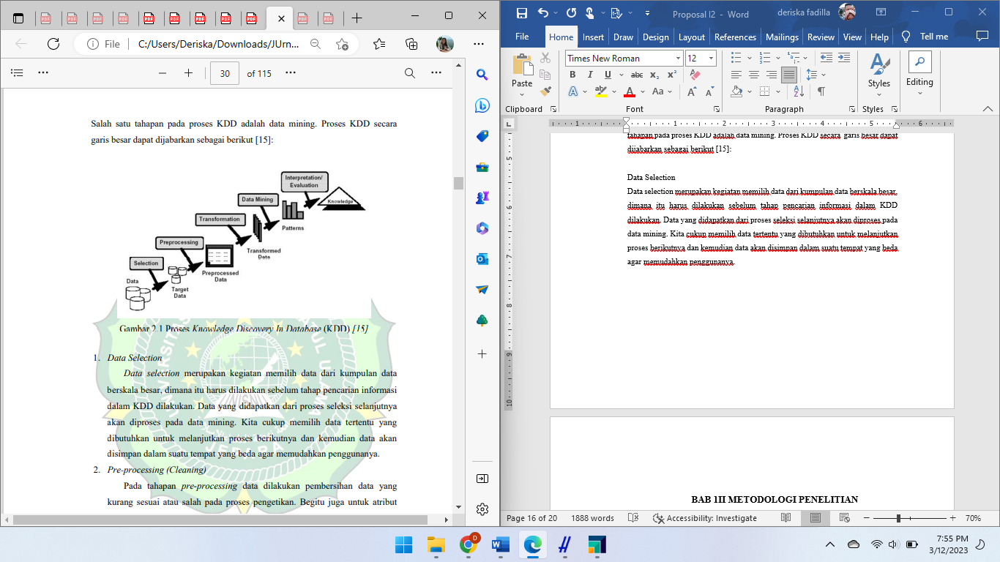 Proposal I2 - Word
deriska fadilla
File
C:/Users/Deriska/Downloads/JUrn...
File
Home
Insert
Draw
Design
Layout
References
Mailings
Review
View
Help
Tell me
30
of 115
Paste
Clipboard
Times New Roman
12
Font
Paragraph
Styles
Styles
Editing
Salah satu tahapan pada proses KDD adalah data mining. Proses KDD secara
garis besar dapat dijabarkan sebagai berikut [15]:
Interpretation/
Evaluation
Data Mining
Knowledge
Transformation
Patterns
Preprocessing
Transformed
Data
Selection
Preprocessed
Data
Data
Target
Data
Gambar 2.1 Proses Knowledge Discovery In Database (KDD) [15]
1. Data Selection
Data selection merupakan kegiatan memilih data dari kumpulan data
berskala besar, dimana itu harus dilakukan sebelum tahap pencarian informasi
dalam KDD dilakukan. Data yang didapatkan dari proses seleksi selanjutnya
akan diproses pada data mining. Kita cukup memilih data tertentu yang
dibutuhkan untuk melanjutkan proses berikutnya dan kemudian data akan
disimpan dalam suatu tempat yang beda agar memudahkan penggunanya.
2. Pre-processing (Cleaning)
Pada tahapan pre-processing data dilakukan pembersihan data yang
kurang sesuai atau salah pada proses pengetikan. Begitu juga untuk atribut
tahapan pada proses KDD adalah data mining. Proses KDD secara garis besar dapat
dijabarkan sebagai berikut [15]:
Data Selection
Data selection merupakan kegiatan memilih data dari kumpulan data berskala besar,
dimana itu harus dilakukan sebelum tahap pencarian informasi dalam KDD
dilakukan. Data yang didapatkan dari proses seleksi selanjutnya akan diproses pada
data mining. Kita cukup memilih data tertentu yang dibutuhkan untuk melanjutkan
proses berikutnya dan kemudian data akan disimpan dalam suatu tempat yang beda
agar memudahkan penggunanya.
BAB 1II METODOLOGI PENELITIAN
Page 16 of 20
1888 words
Accessibility: Investigate
70%
7:55 PM
3/12/2023